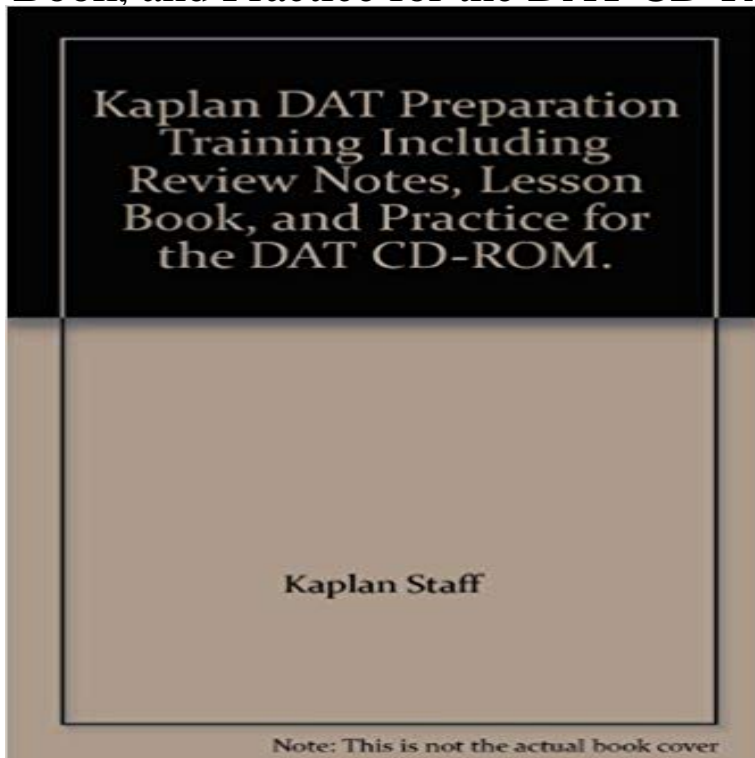 Kaplan DAT Preparation
Training Including
Review Notes, Lesson
Book, and Practice for
the DAT CD-ROM.
Kaplan Staff
Note: This is not the actual book cover